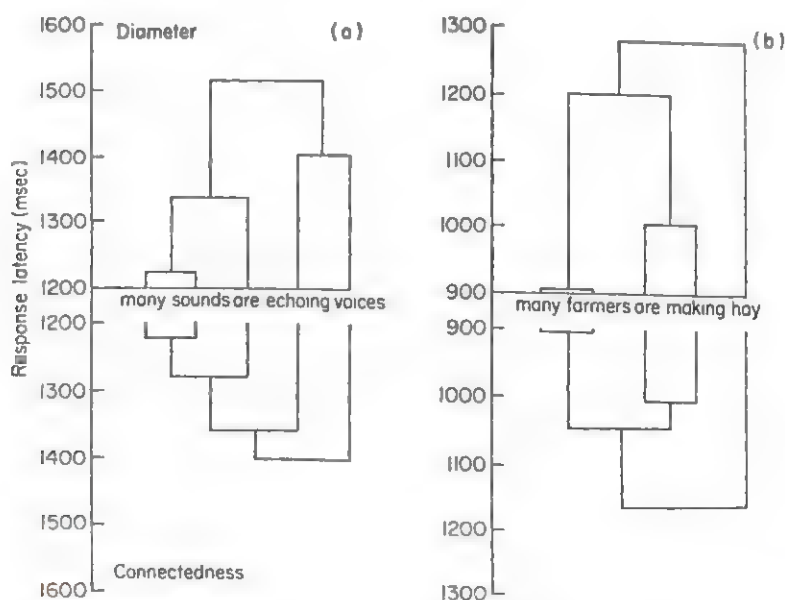 Diameter
(a)
(b)
Response latency (msec)
1600
1500
1400
1300
1200
many sounds are echoing voices
1200
1300
1400
1500
1600
Connectedness
1300
1200
1100
1000
900
many farmers are making hay
900
1000
1100
1200
1300